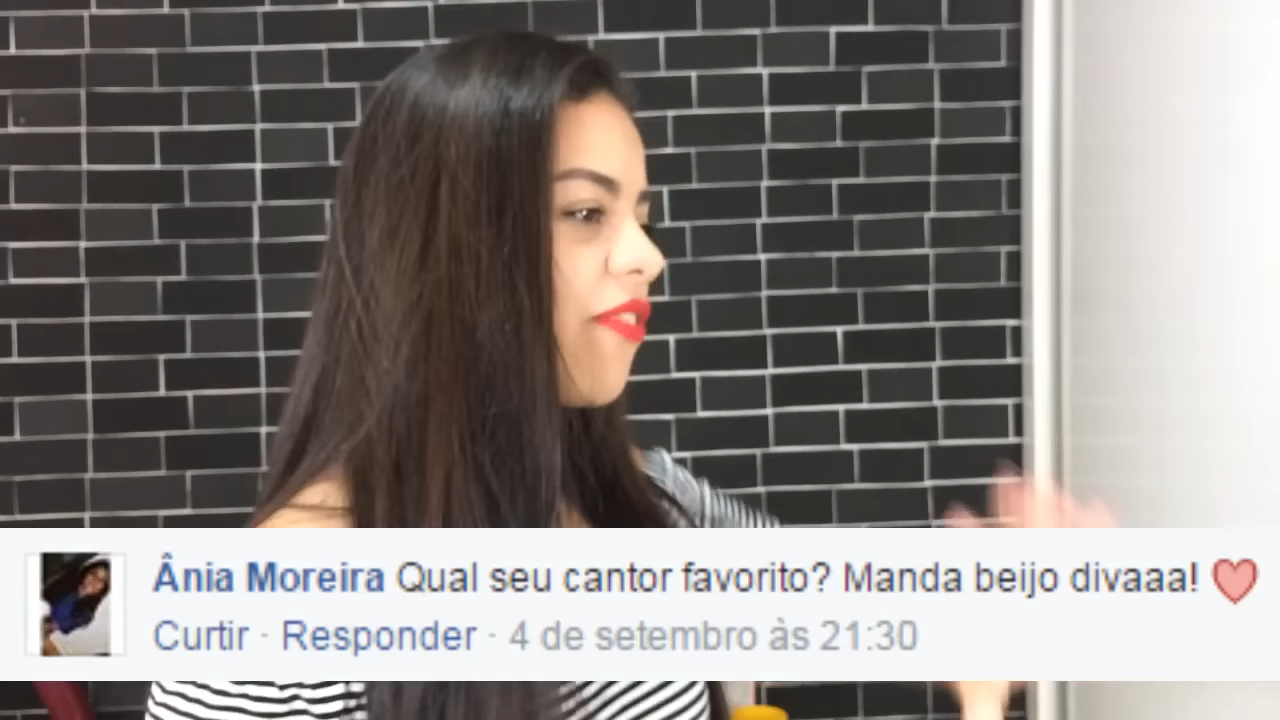 Ânia Moreira Qual seu cantor favorito? Manda beijo divaaa!
Curtir · Responder · 4 de setembro às 21:30